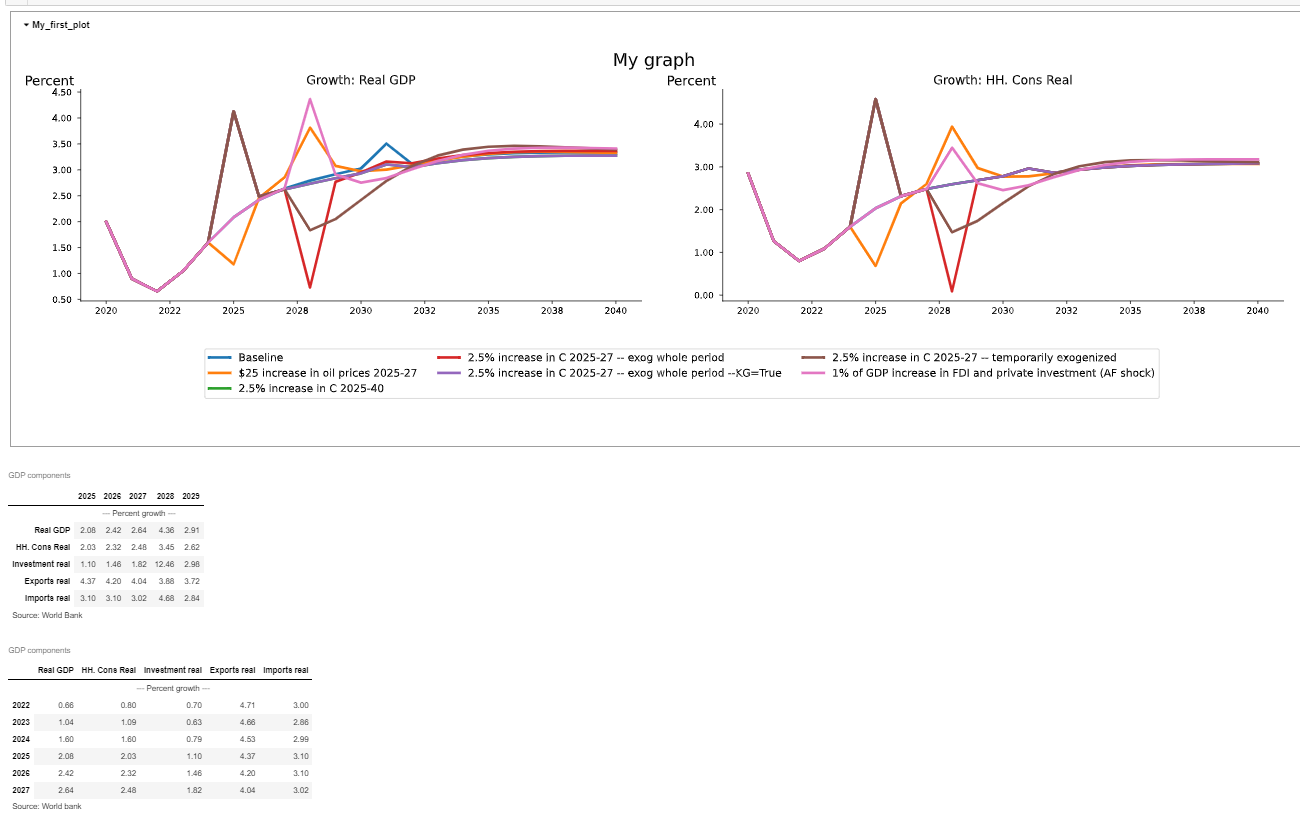 My_first_plot
My graph
Percent Growth: Real GDP
4.50
4.00
3.50
3.00
2.50
2.00
1.50
1.00
0.50
2020 2022 2025 2028 2030 2032 2035 2038 2040
Percent Growth: HH. Cons Real
4.00
3.00
2.00
1.00
0.00
2020 2022 2025 2028 2030 2032 2035 2038 2040
Baseline
$25 increase in oil prices 2025-27
2.5% increase in C 2025-40
2.5% increase in C 2025-27 -- exog whole period
2.5% increase in C 2025-27 -- exog whole period --KG=True
2.5% increase in C 2025-27 -- temporarily exogenized
1% of GDP increase in FDI and private investment (AF shock)
GDP components
2025 2026 2027 2028 2029
--- Percent growth ---
Real GDP 2.08 2.42 2.64 4.36 2.91
HH. Cons Real 2.03 2.32 2.48 3.45 2.62
Investment real 1.10 1.46 1.82 12.46 2.98
Exports real 4.37 4.20 4.04 3.88 3.72
Imports real 3.10 3.10 3.02 4.68 2.84
Source: World Bank
GDP components
Real GDP HH. Cons Real Investment real Exports real Imports real
--- Percent growth ---
2022 0.66 0.80 0.70 4.71 3.00
2023 1.04 1.09 0.63 4.66 2.86
2024 1.60 1.60 0.79 4.53 2.99
2025 2.08 2.03 1.10 4.37 3.10
2026 2.42 2.32 1.46 4.20 3.10
2027 2.64 2.48 1.82 4.04 3.02
Source: World bank